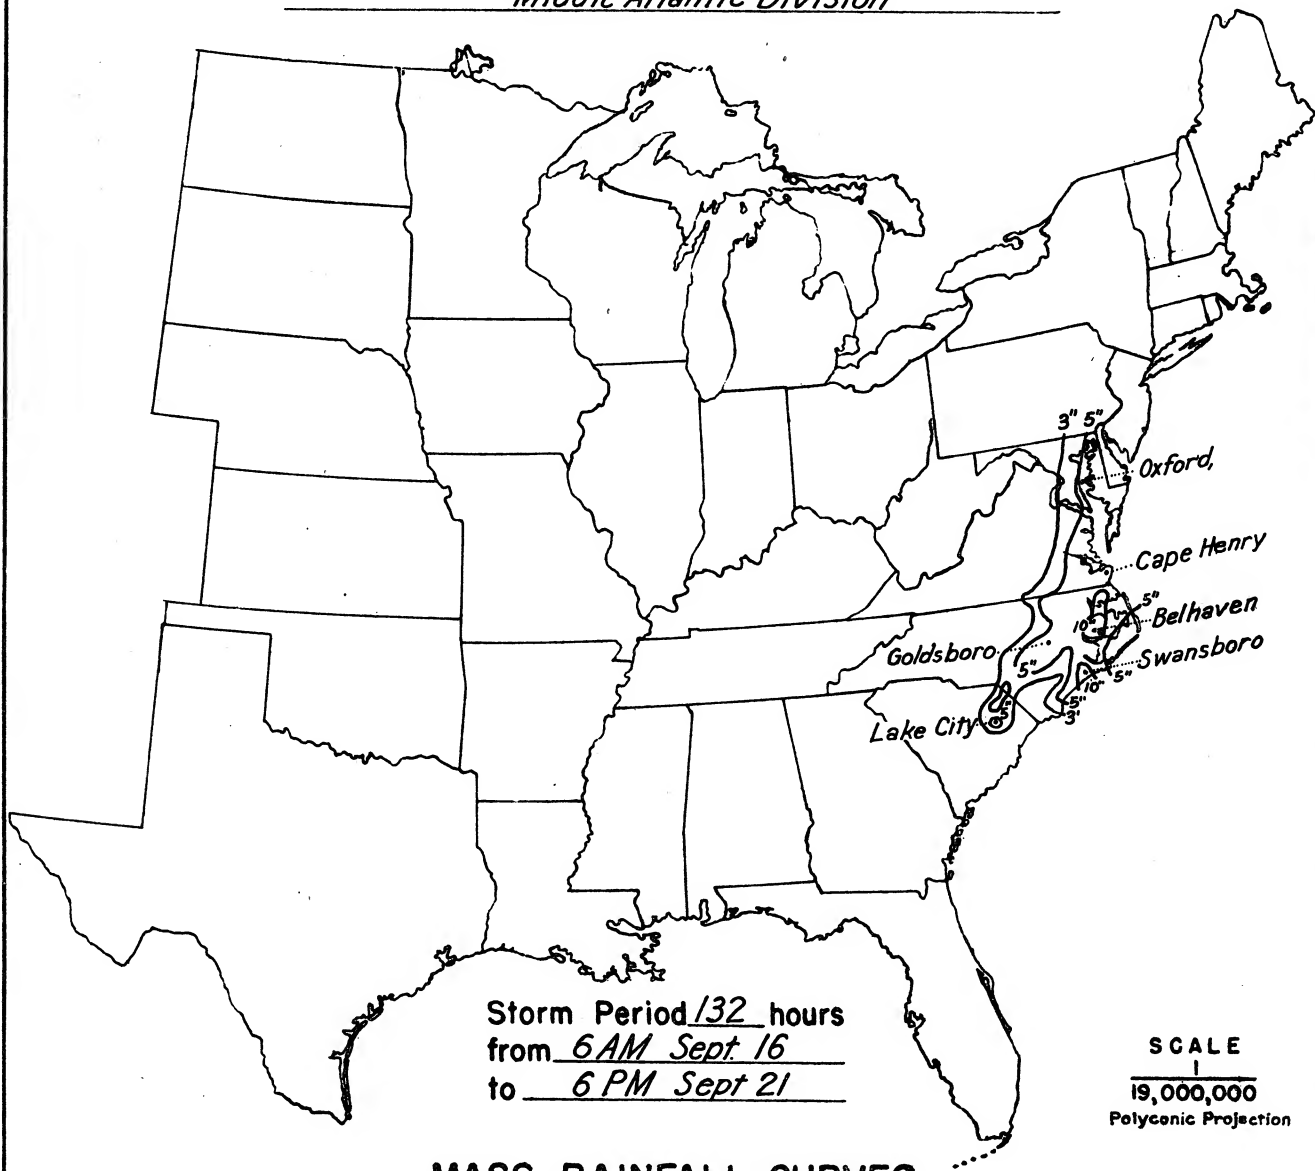 Middle Atlantic Division
3" 5"
Oxford,
Cape Henry
5"
Belhaven
10"
Goldsboro
Swansboro
5"
5"
10"
5"
3'
5"
Lake City
Storm Period 132 hours
from 6 AM Sept. 16
to 6 PM Sept 21
SCALE
1
19,000,000
Polyconic Projection
MASS RAINFALL CURVES